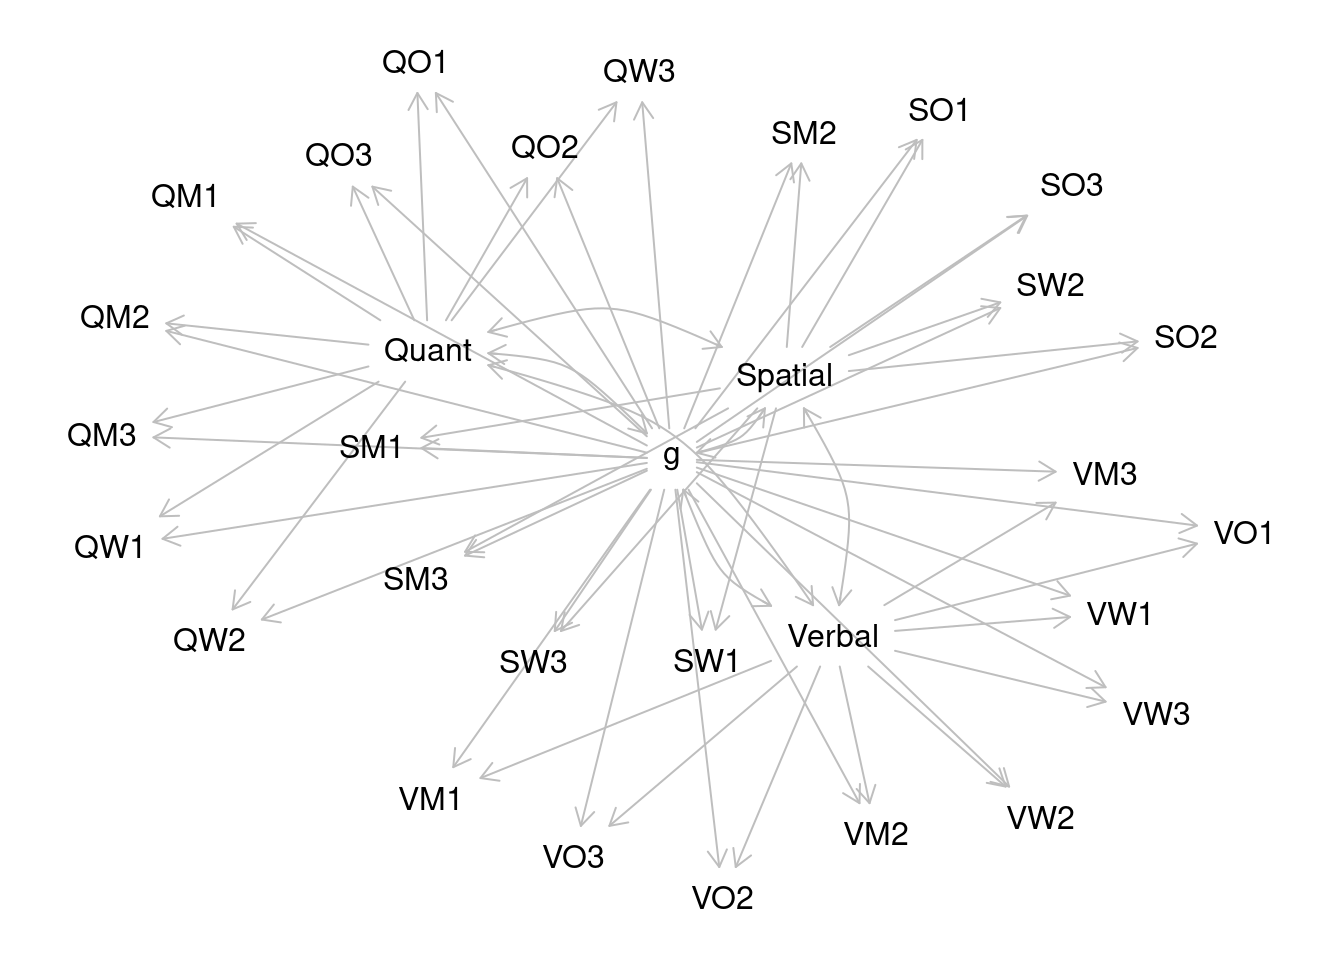 QO1
QW3
SO1
SM2
QO2
QO3
SO3
QM1
SW2
QM2
SO2
Quant
Spatial
QM3
SM1
g
VM3
VO1
QW1
SM3
VW1
QW2
Verbal
SW3
SW1
VW3
VM1
VW2
VM2
VO3
VO2